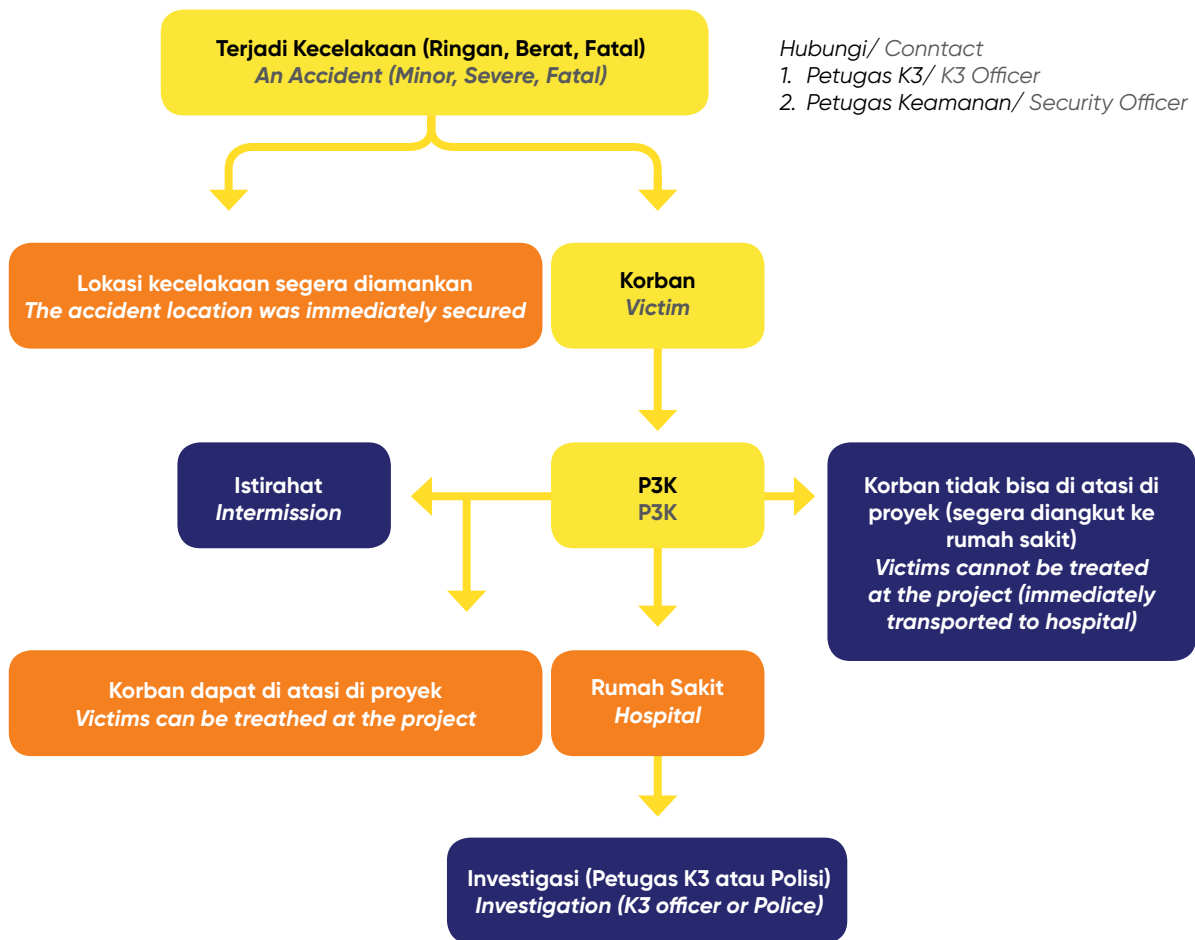 Terjadi Kecelakaan (Ringan, Berat, Fatal)
An Accident (Minor, Severe, Fatal)
Hubungi/ Conntact
1. Petugas K3/ K3 Officer
2. Petugas Keamanan/ Security Officer
Lokasi kecelakaan segera diamankan
The accident location was immediately secured
Korban
Victim
Istirahat
Intermission
P3K
P3K
Korban tidak bisa di atasi di
proyek (segera diangkut ke
rumah sakit)
Victims cannot be treated
at the project (immediately
transported to hospital)
Korban dapat di atasi di proyek
Victims can be treathed at the project
Rumah Sakit
Hospital
Investigasi (Petugas K3 atau Polisi)
Investigation (K3 officer or Police)